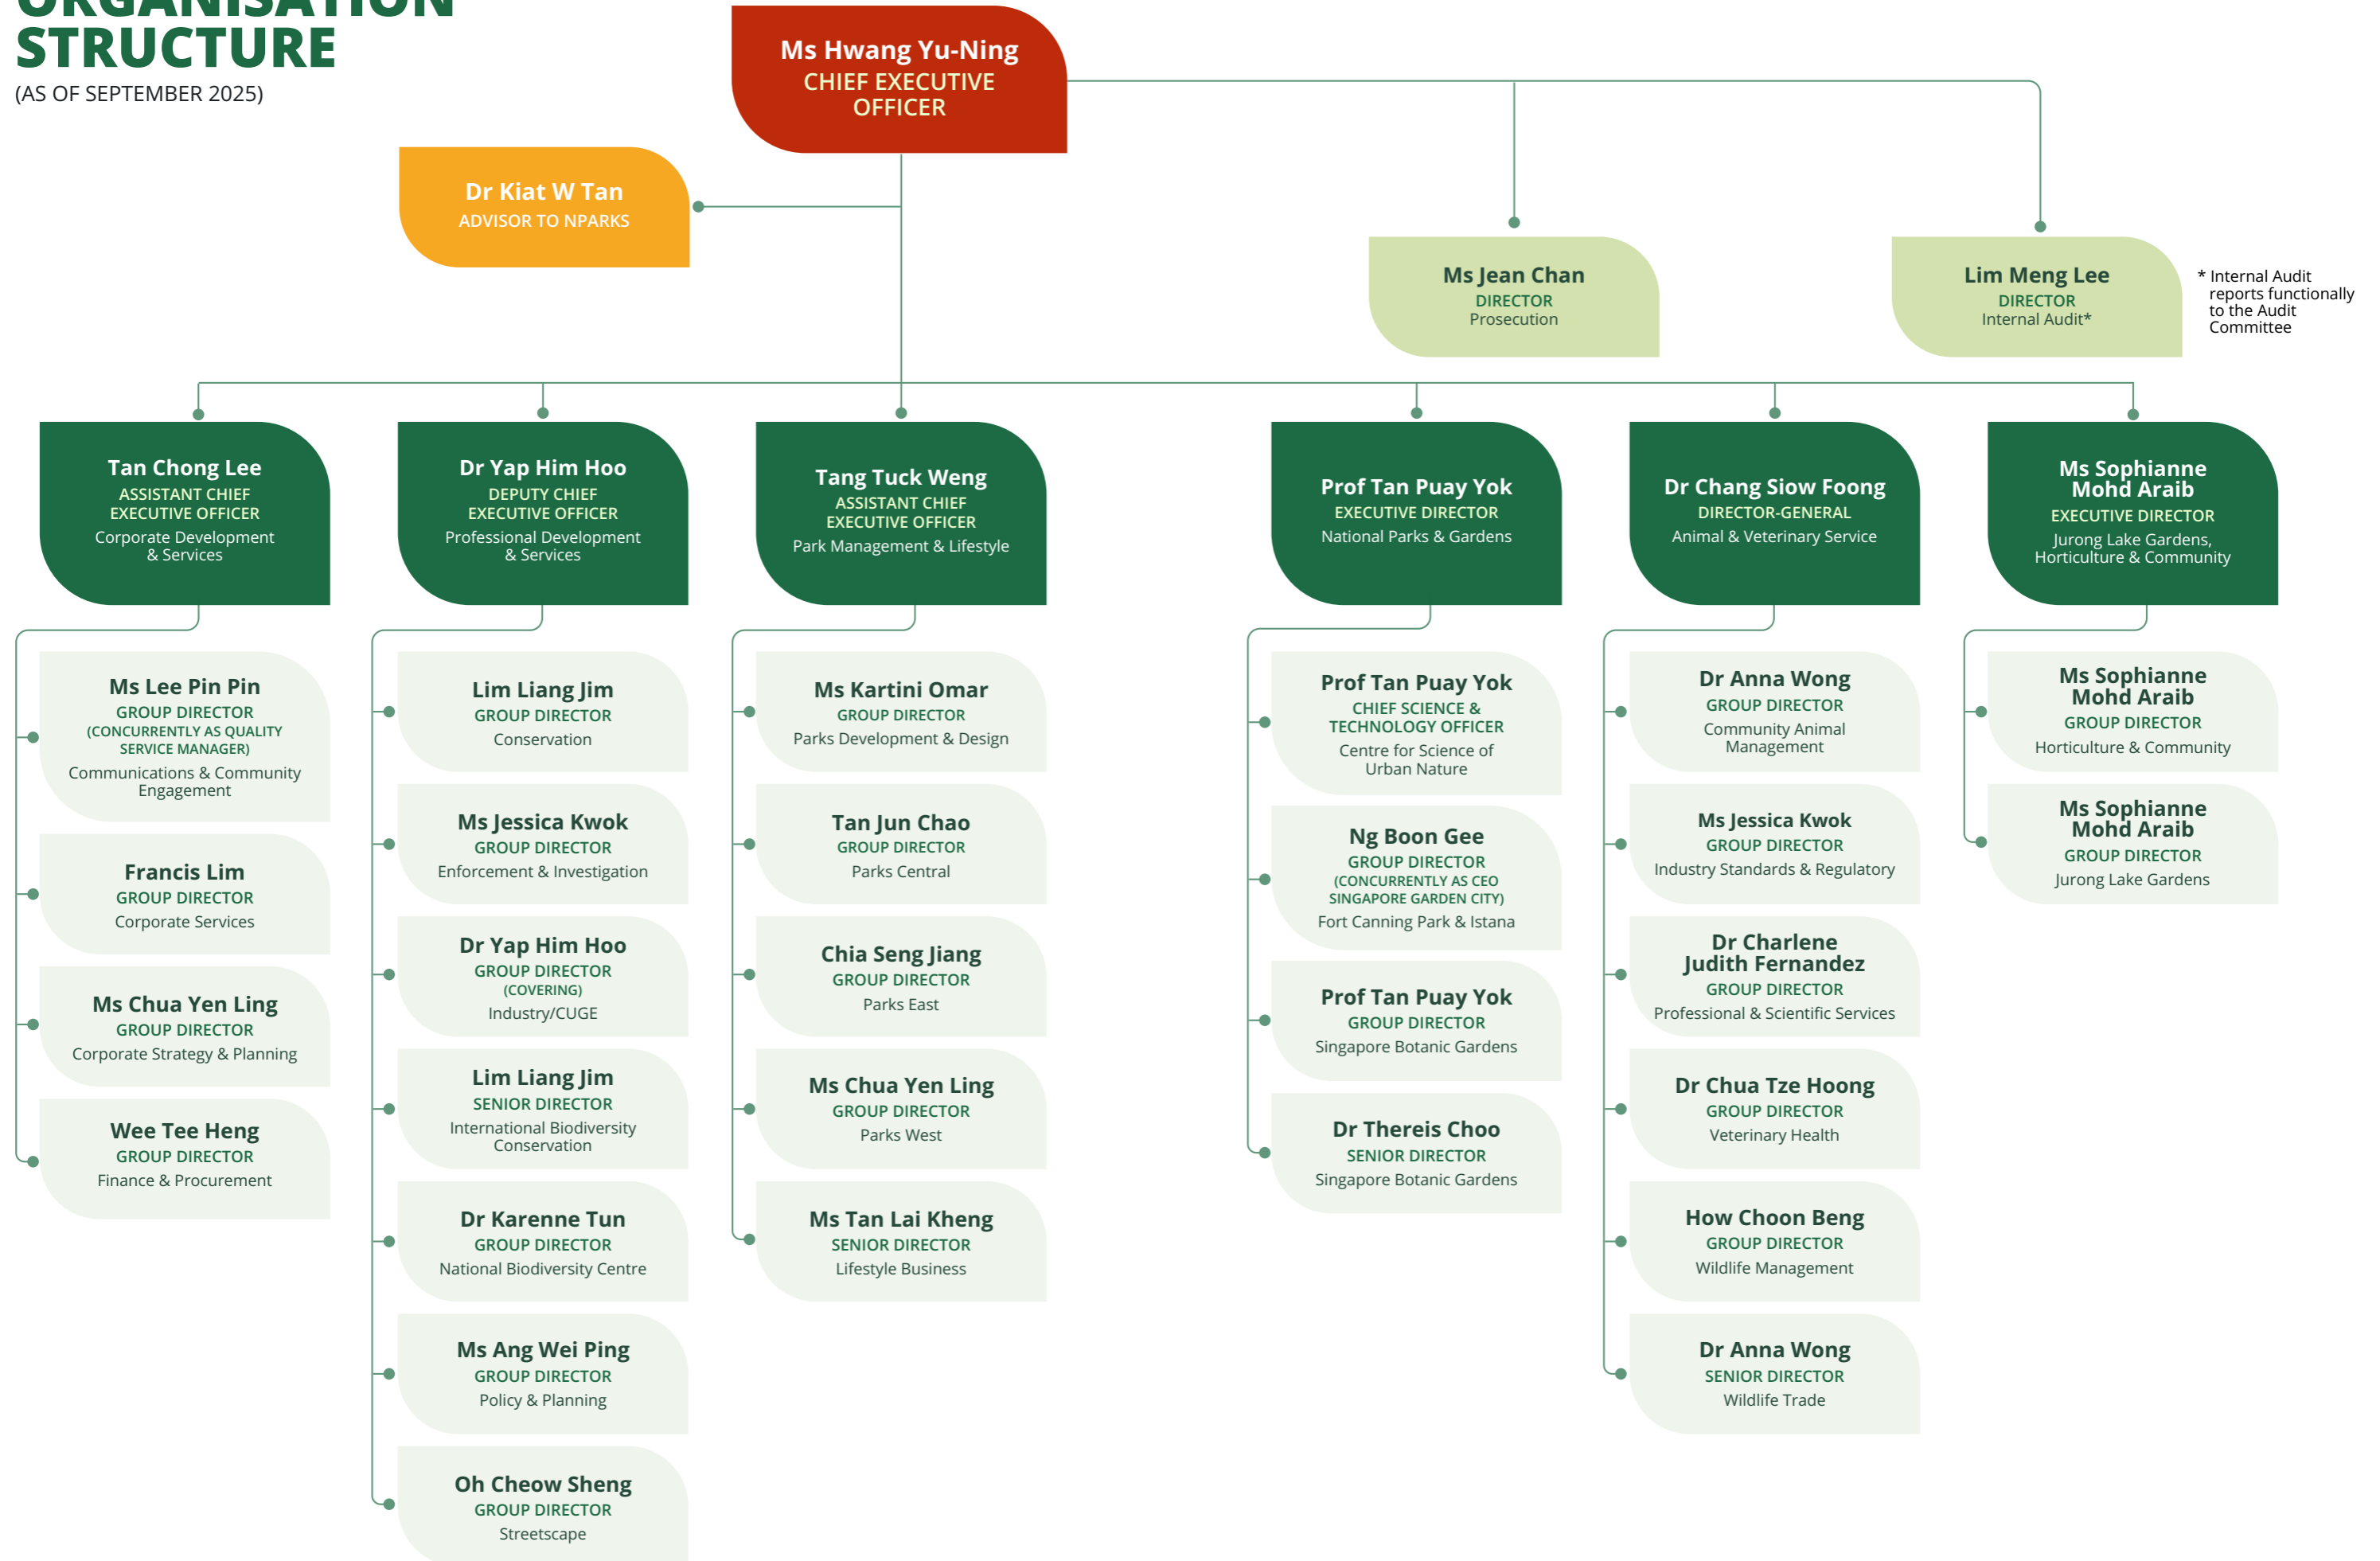 ORGANISATION
STRUCTURE
(AS OF SEPTEMBER 2025)
Ms Hwang Yu-Ning
CHIEF EXECUTIVE
OFFICER
Dr Kiat W Tan
ADVISOR TO NPARKS
Ms Jean Chan
DIRECTOR
Prosecution
Lim Meng Lee
DIRECTOR
Internal Audit*
* Internal Audit
reports functionally
to the Audit
Committee
Tan Chong Lee
ASSISTANT CHIEF
EXECUTIVE OFFICER
Corporate Development
& Services
Dr Yap Him Hoo
DEPUTY CHIEF
EXECUTIVE OFFICER
Professional Development
& Services
Tang Tuck Weng
ASSISTANT CHIEF
EXECUTIVE OFFICER
Park Management & Lifestyle
Prof Tan Puay Yok
EXECUTIVE DIRECTOR
National Parks & Gardens
Dr Chang Siow Foong
DIRECTOR-GENERAL
Animal & Veterinary Service
Ms Sophianne
Mohd Araib
EXECUTIVE DIRECTOR
Jurong Lake Gardens,
Horticulture & Community
Ms Lee Pin Pin
GROUP DIRECTOR
(CONCURRENTLY AS QUALITY
SERVICE MANAGER)
Communications & Community
Engagement
Francis Lim
GROUP DIRECTOR
Corporate Services
Ms Chua Yen Ling
GROUP DIRECTOR
Corporate Strategy & Planning
Wee Tee Heng
GROUP DIRECTOR
Finance & Procurement
Lim Liang Jim
GROUP DIRECTOR
Conservation
Ms Jessica Kwok
GROUP DIRECTOR
Enforcement & Investigation
Dr Yap Him Hoo
GROUP DIRECTOR
(COVERING)
Industry/CUGE
Lim Liang Jim
SENIOR DIRECTOR
International Biodiversity
Conservation
Dr Karenne Tun
GROUP DIRECTOR
National Biodiversity Centre
Ms Ang Wei Ping
GROUP DIRECTOR
Policy & Planning
Oh Cheow Sheng
GROUP DIRECTOR
Streetscape
Ms Kartini Omar
GROUP DIRECTOR
Parks Development & Design
Tan Jun Chao
GROUP DIRECTOR
Parks Central
Chia Seng Jiang
GROUP DIRECTOR
Parks East
Ms Chua Yen Ling
GROUP DIRECTOR
Parks West
Ms Tan Lai Kheng
SENIOR DIRECTOR
Lifestyle Business
Prof Tan Puay Yok
CHIEF SCIENCE &
TECHNOLOGY OFFICER
Centre for Science of
Urban Nature
Ng Boon Gee
GROUP DIRECTOR
(CONCURRENTLY AS CEO
SINGAPORE GARDEN CITY)
Fort Canning Park & Istana
Prof Tan Puay Yok
GROUP DIRECTOR
Singapore Botanic Gardens
Dr Thereis Choo
SENIOR DIRECTOR
Singapore Botanic Gardens
Dr Anna Wong
GROUP DIRECTOR
Community Animal
Management
Ms Jessica Kwok
GROUP DIRECTOR
Industry Standards & Regulatory
Dr Charlene
Judith Fernandez
GROUP DIRECTOR
Professional & Scientific Services
Dr Chua Tze Hoong
GROUP DIRECTOR
Veterinary Health
How Choon Beng
GROUP DIRECTOR
Wildlife Management
Dr Anna Wong
SENIOR DIRECTOR
Wildlife Trade
Ms Sophianne
Mohd Araib
GROUP DIRECTOR
Horticulture & Community
Ms Sophianne
Mohd Araib
GROUP DIRECTOR
Jurong Lake Gardens